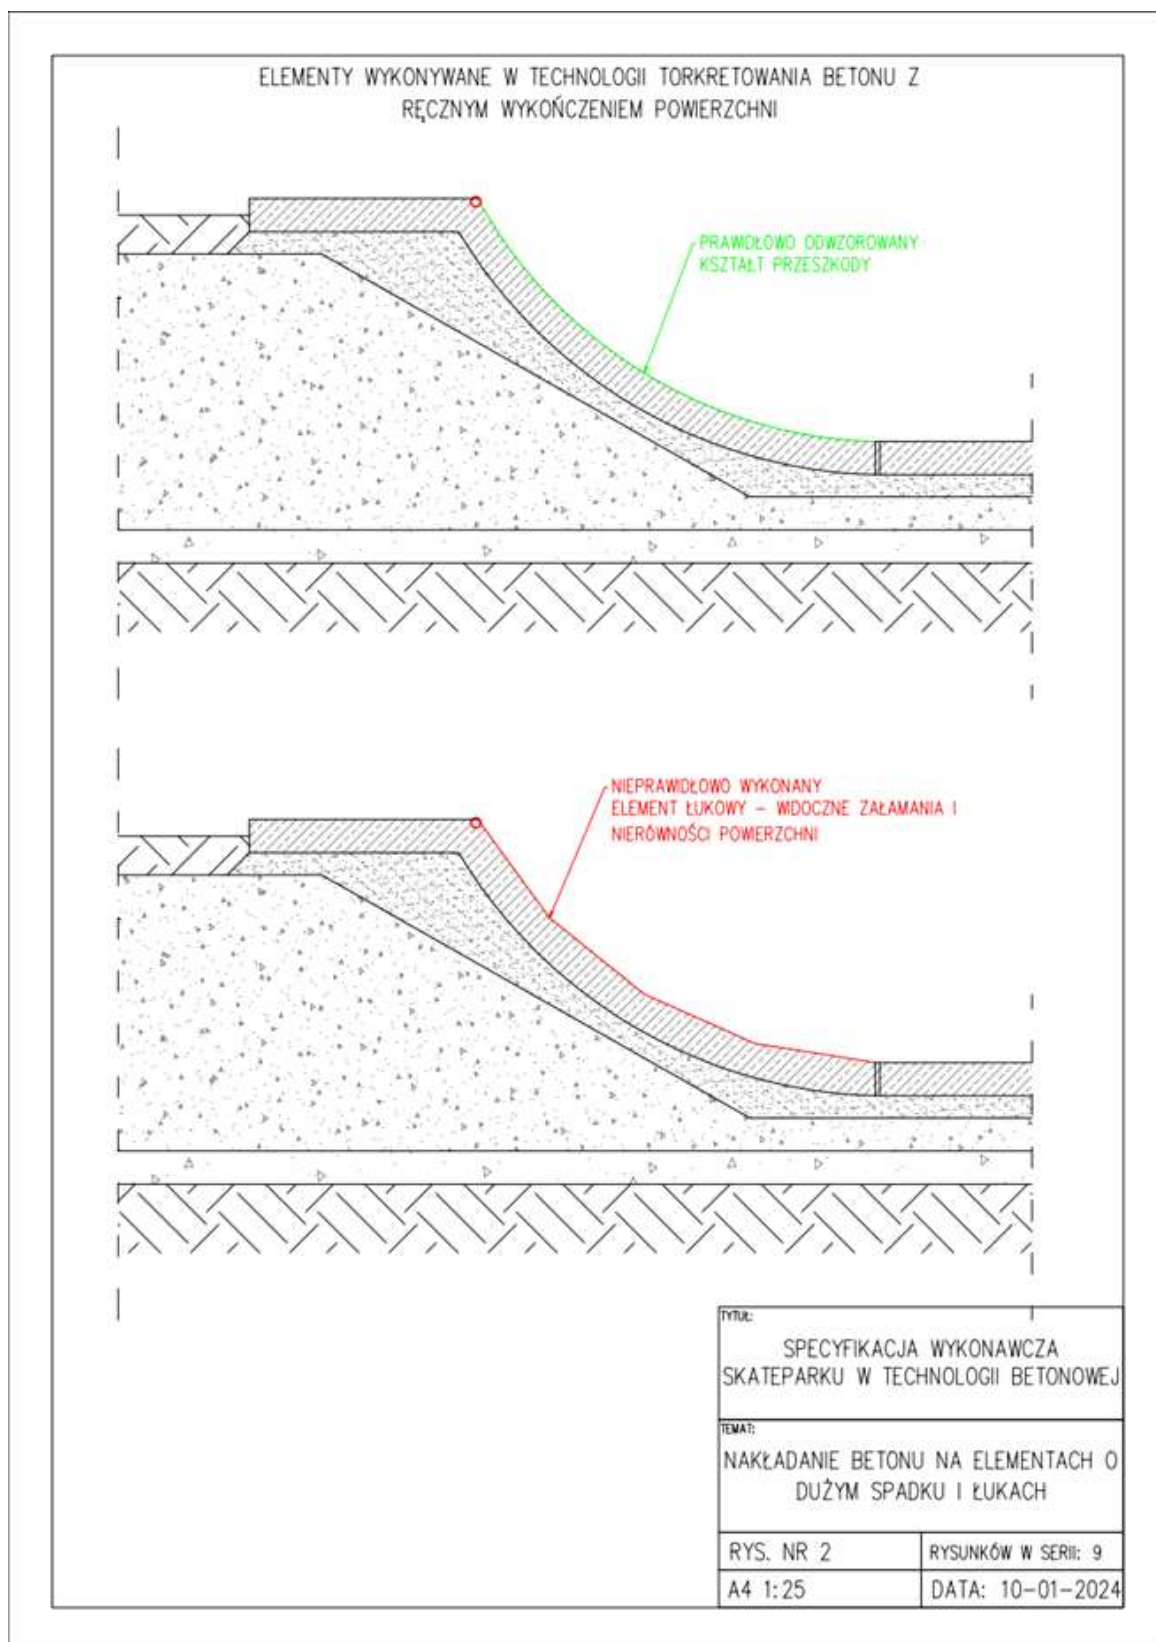 ELEMENTY WYKONYWANE W TECHNOLOGII TORKRETOWANIA BETONU Z
RĘCZNYM WYKOŃCZENIEM POWIERZCHNI
PRAWIDŁOWO ODWZOROWANY
KSZTAŁT PRZESZKODY
NIEPRAWIDŁOWO WYKONANY
ELEMENT ŁUKOWY – WIDOCZNE ZAŁAMANIA I
NIERÓWNOŚCI POWIERZCHNI
TYTUŁ:
SPECYFIKACJA WYKONAWCZA
SKATEPARKU W TECHNOLOGII BETONOWEJ
TEMAT:
NAKŁADANIE BETONU NA ELEMENTACH O
DUŻYM SPADKU I ŁUKACH
RYS. NR 2
RYSUNKÓW W SERII: 9
A4 1:25
DATA: 10-01-2024